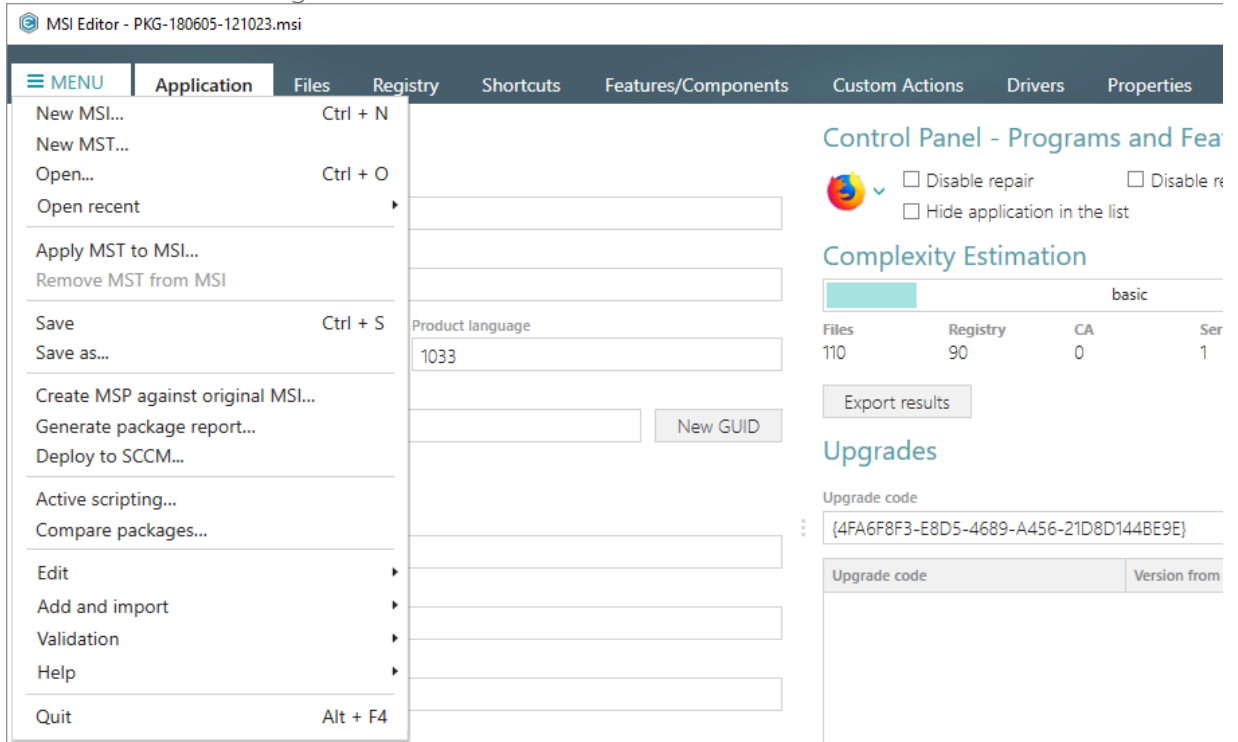 MSI Editor - PKG-180605-121023.msi
MENU Application Files Registry Shortcuts Features/Components Custom Actions Drivers Properties
New MSI... Ctrl + N
New MST...
Open... Ctrl + O
Open recent
Apply MST to MSI...
Remove MST from MSI
Save Ctrl + S
Save as...
Create MSP against original MSI...
Generate package report...
Deploy to SCCM...
Active scripting...
Compare packages...
Edit
Add and import
Validation
Help
Quit Alt + F4
Product language
1033
New GUID
Control Panel - Programs and Fea
Disable repair Disable re
Hide application in the list
Complexity Estimation
basic
Files Registry CA Ser
110 90 0 1
Export results
Upgrades
Upgrade code
{4FA6F8F3-E8D5-4689-A456-21D8D144BE9E}
Upgrade code Version from